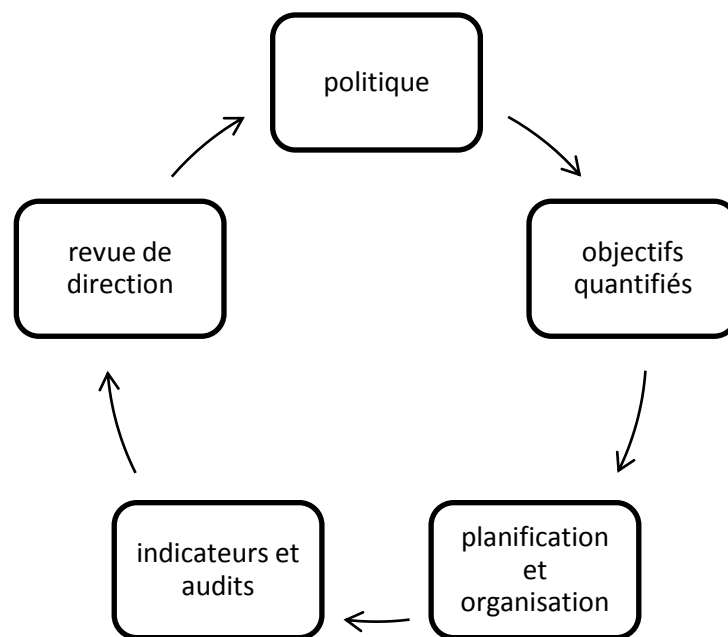 politique
objectifs
quantifiés
planification
et
organisation
indicateurs et
audits
revue de
direction